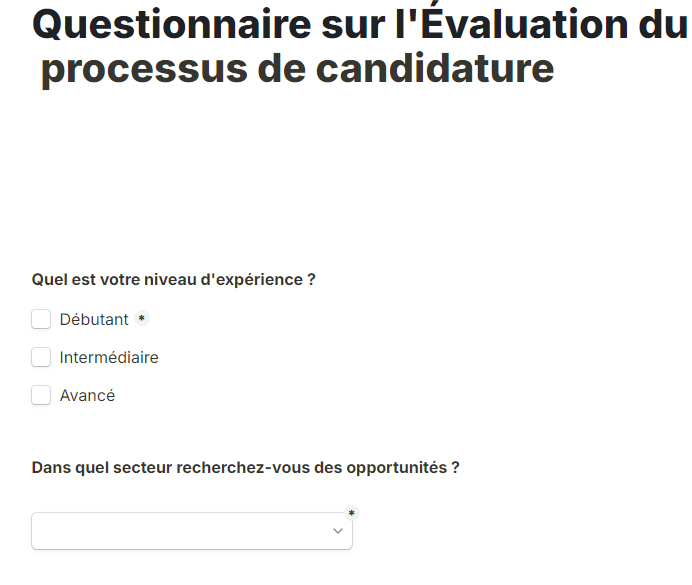 Questionnaire sur l'Évaluation du
processus de candidature
Quel est votre niveau d'expérience ?
Débutant *
Intermédiaire
Avancé
Dans quel secteur recherchez-vous des opportunités ?
*